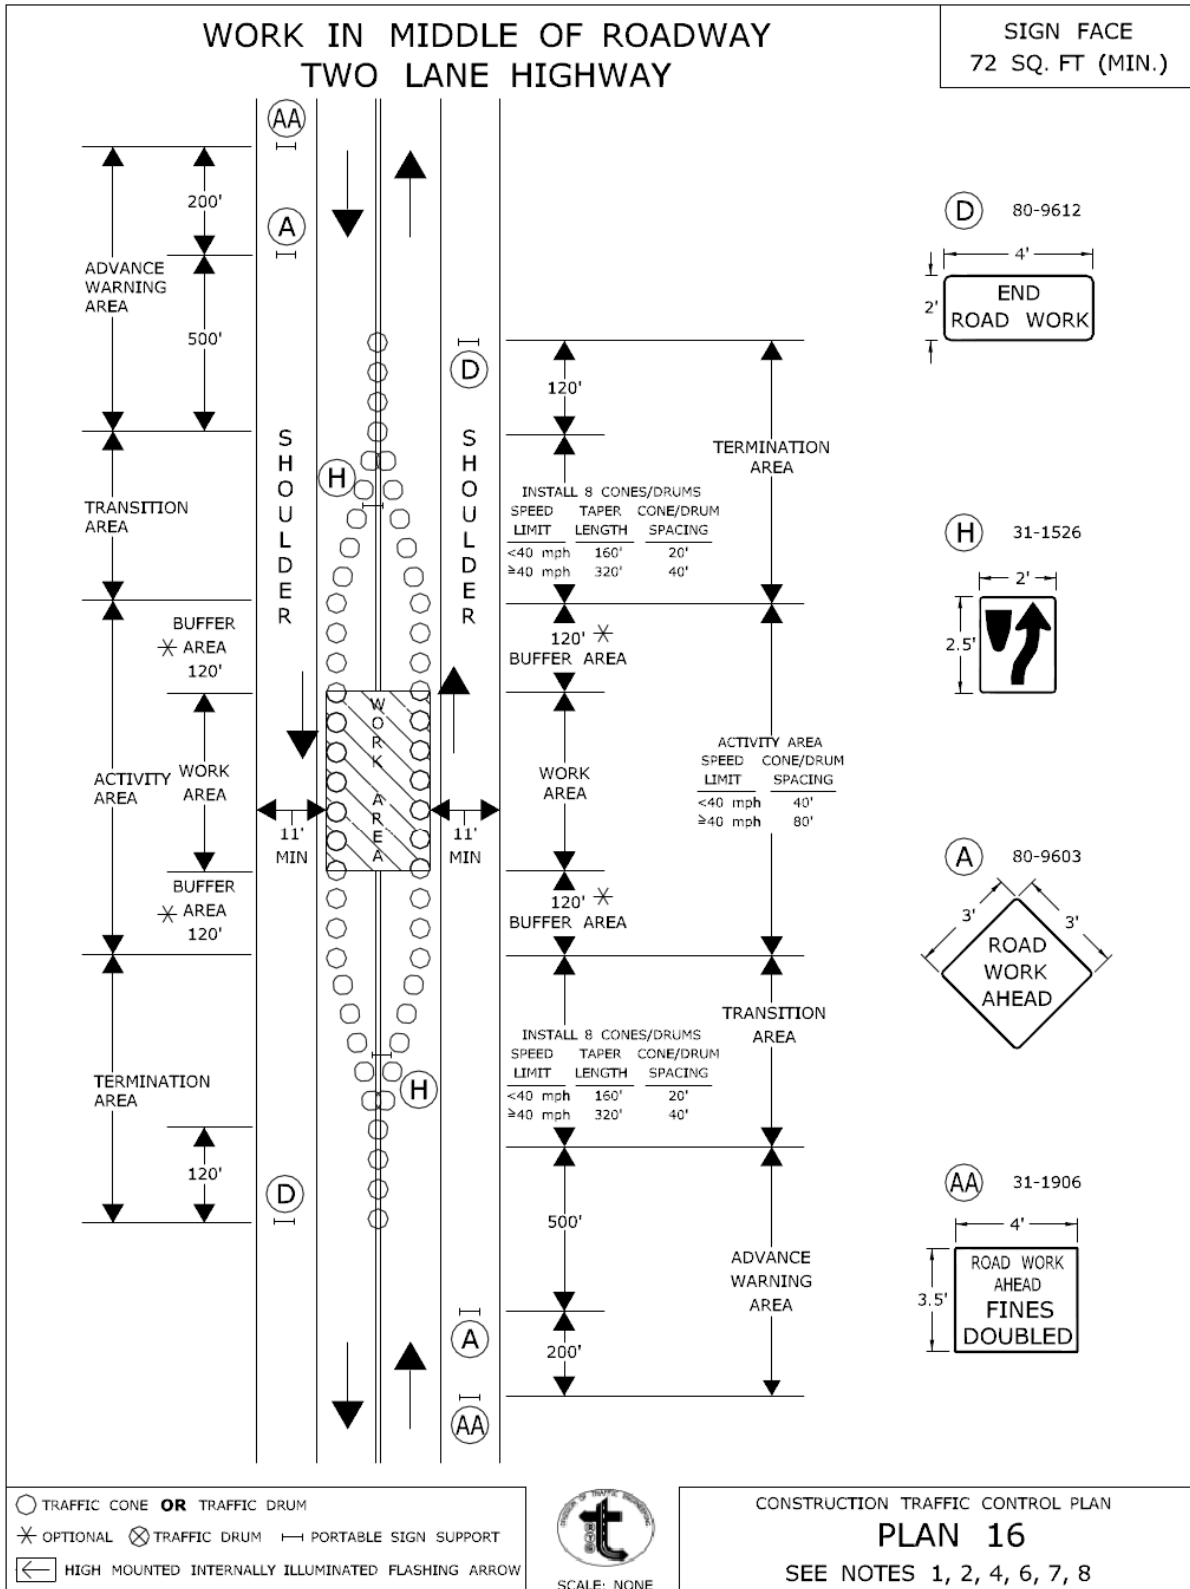 WORK IN MIDDLE OF ROADWAY
TWO LANE HIGHWAY
SIGN FACE
72 SQ. FT (MIN.)
AA
200'
A
ADVANCE
WARNING
AREA
500'
D
120'
SHOULDER
SHOULDER
TERMINATION
AREA
H
TRANSITION
AREA
INSTALL 8 CONES/DRUMS
SPEED TAPER CONE/DRUM
LIMIT LENGTH SPACING
<40 mph 160' 20'
≥40 mph 320' 40'
BUFFER
* AREA
120'
120' *
BUFFER AREA
WORK AREA
ACTIVITY
AREA
WORK
AREA
WORK
AREA
ACTIVITY AREA
SPEED CONE/DRUM
LIMIT SPACING
<40 mph 40'
≥40 mph 80'
11'
MIN
11'
MIN
BUFFER
* AREA
120'
120' *
BUFFER AREA
TRANSITION
AREA
INSTALL 8 CONES/DRUMS
SPEED TAPER CONE/DRUM
LIMIT LENGTH SPACING
<40 mph 160' 20'
≥40 mph 320' 40'
TERMINATION
AREA
H
120'
D
500'
ADVANCE
WARNING
AREA
A
200'
AA
D 80-9612
4'
2'
END
ROAD WORK
H 31-1526
2'
2.5'
A 80-9603
3' 3'
ROAD
WORK
AHEAD
AA 31-1906
4'
3.5'
ROAD WORK
AHEAD
FINES
DOUBLED
TRAFFIC CONE OR TRAFFIC DRUM
* OPTIONAL TRAFFIC DRUM PORTABLE SIGN SUPPORT
HIGH MOUNTED INTERNALLY ILLUMINATED FLASHING ARROW
DIVISION OF TRAFFIC ENGINEERING
t
SCALE: NONE
CONSTRUCTION TRAFFIC CONTROL PLAN
PLAN 16
SEE NOTES 1, 2, 4, 6, 7, 8